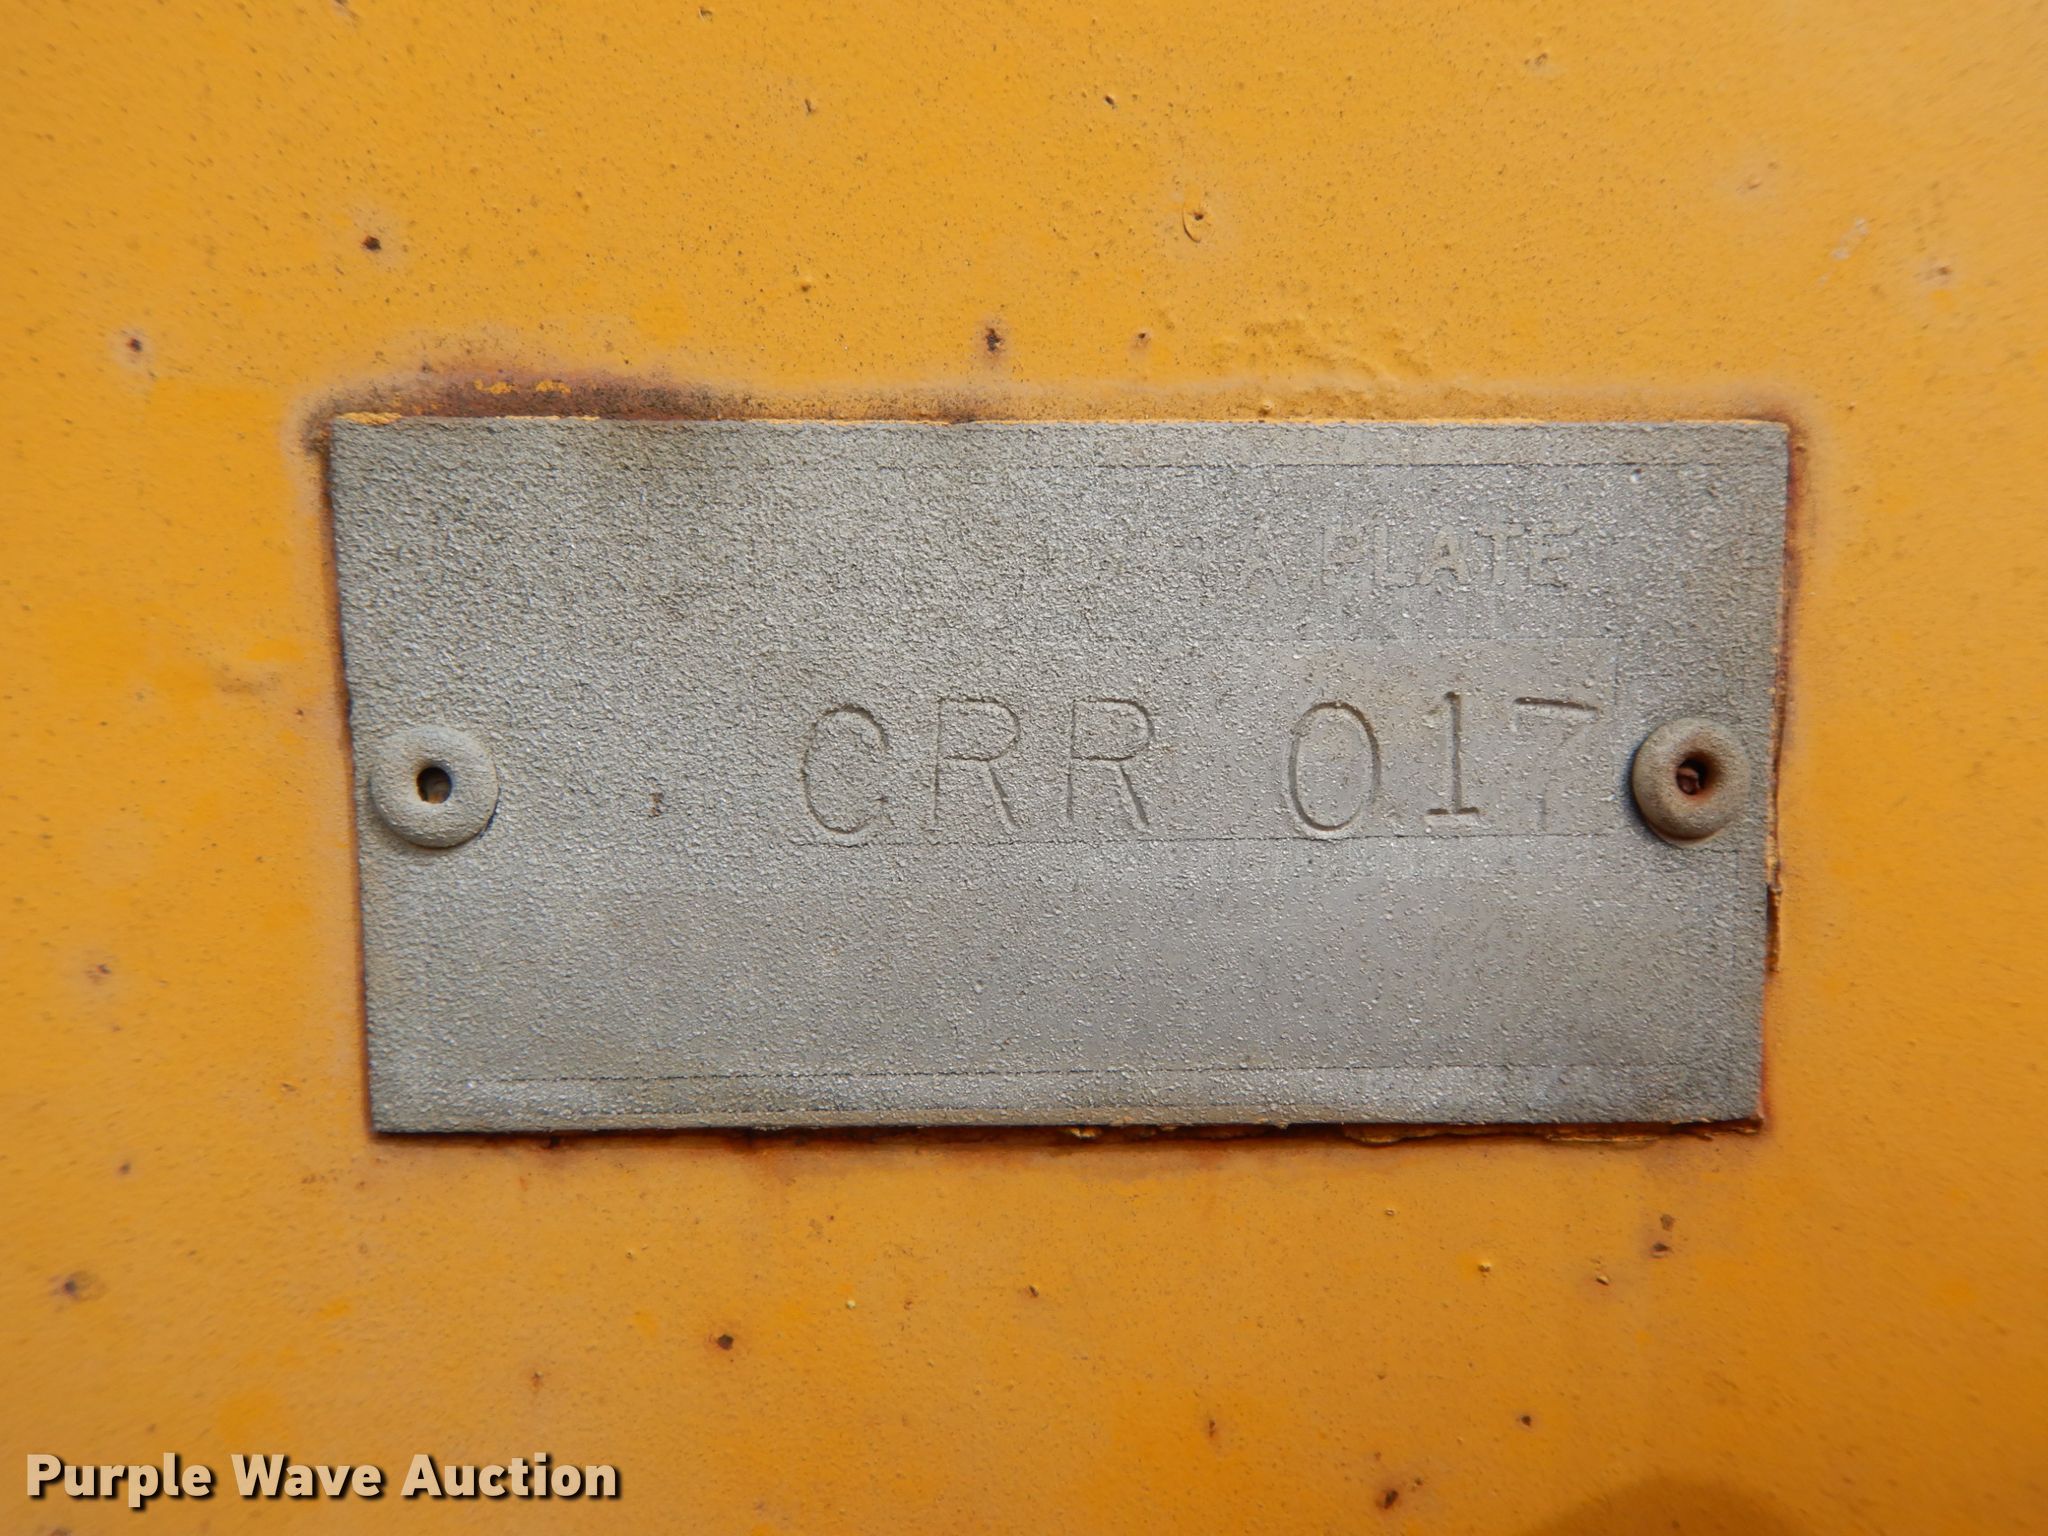 A PLATE
CRR 017
Purple Wave Auction